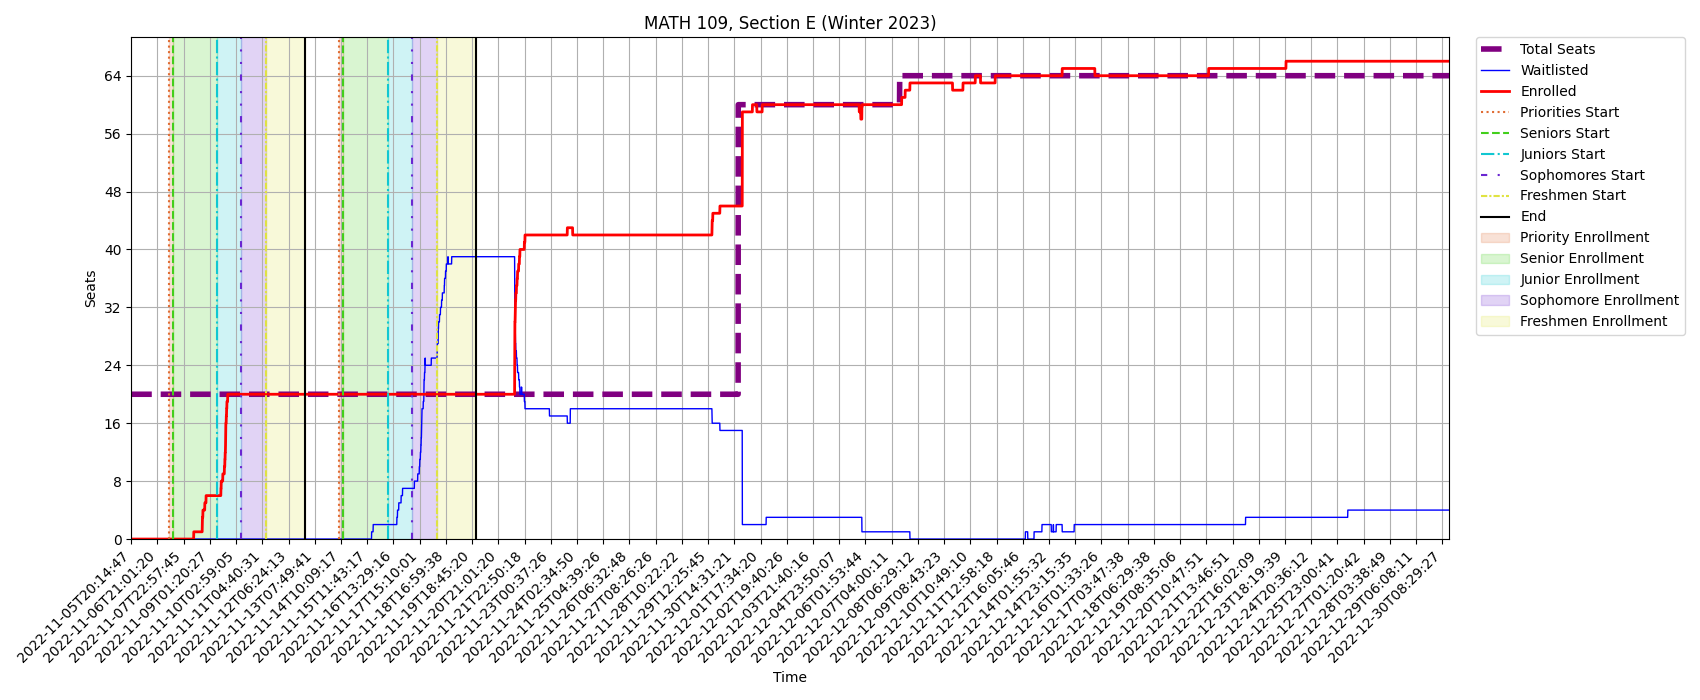 MATH 109, Section E (Winter 2023)
Total Seats
Waitlisted
Enrolled
Priorities Start
Seniors Start
Juniors Start
Sophomores Start
Freshmen Start
End
Priority Enrollment
Senior Enrollment
Junior Enrollment
Sophomore Enrollment
Freshmen Enrollment
Seats
64
56
48
40
32
24
16
8
0
2022-11-05T20:14:47
2022-11-06T21:01:20
2022-11-07T22:57:45
2022-11-09T01:20:27
2022-11-10T02:59:05
2022-11-11T04:40:31
2022-11-12T06:24:13
2022-11-13T07:49:41
2022-11-14T10:09:17
2022-11-15T11:43:17
2022-11-16T13:29:16
2022-11-17T15:10:01
2022-11-18T16:59:38
2022-11-19T18:45:20
2022-11-20T21:01:20
2022-11-21T22:50:18
2022-11-23T00:37:26
2022-11-24T02:34:50
2022-11-25T04:39:26
2022-11-26T06:32:48
2022-11-27T08:26:26
2022-11-28T10:22:22
2022-11-29T12:25:45
2022-11-30T14:31:21
2022-12-01T17:34:20
2022-12-02T19:40:26
2022-12-03T21:40:16
2022-12-04T23:50:07
2022-12-06T01:53:44
2022-12-07T04:00:11
2022-12-08T06:29:12
2022-12-09T08:43:23
2022-12-10T10:49:10
2022-12-11T12:58:18
2022-12-12T16:05:46
2022-12-14T01:55:32
2022-12-14T23:15:35
2022-12-16T01:33:26
2022-12-17T03:47:38
2022-12-18T06:29:38
2022-12-19T08:35:06
2022-12-20T10:47:51
2022-12-21T13:46:51
2022-12-22T16:02:09
2022-12-23T18:19:39
2022-12-24T20:36:12
2022-12-25T23:00:41
2022-12-27T01:20:42
2022-12-28T03:38:49
2022-12-29T06:08:11
2022-12-30T08:29:27
Time